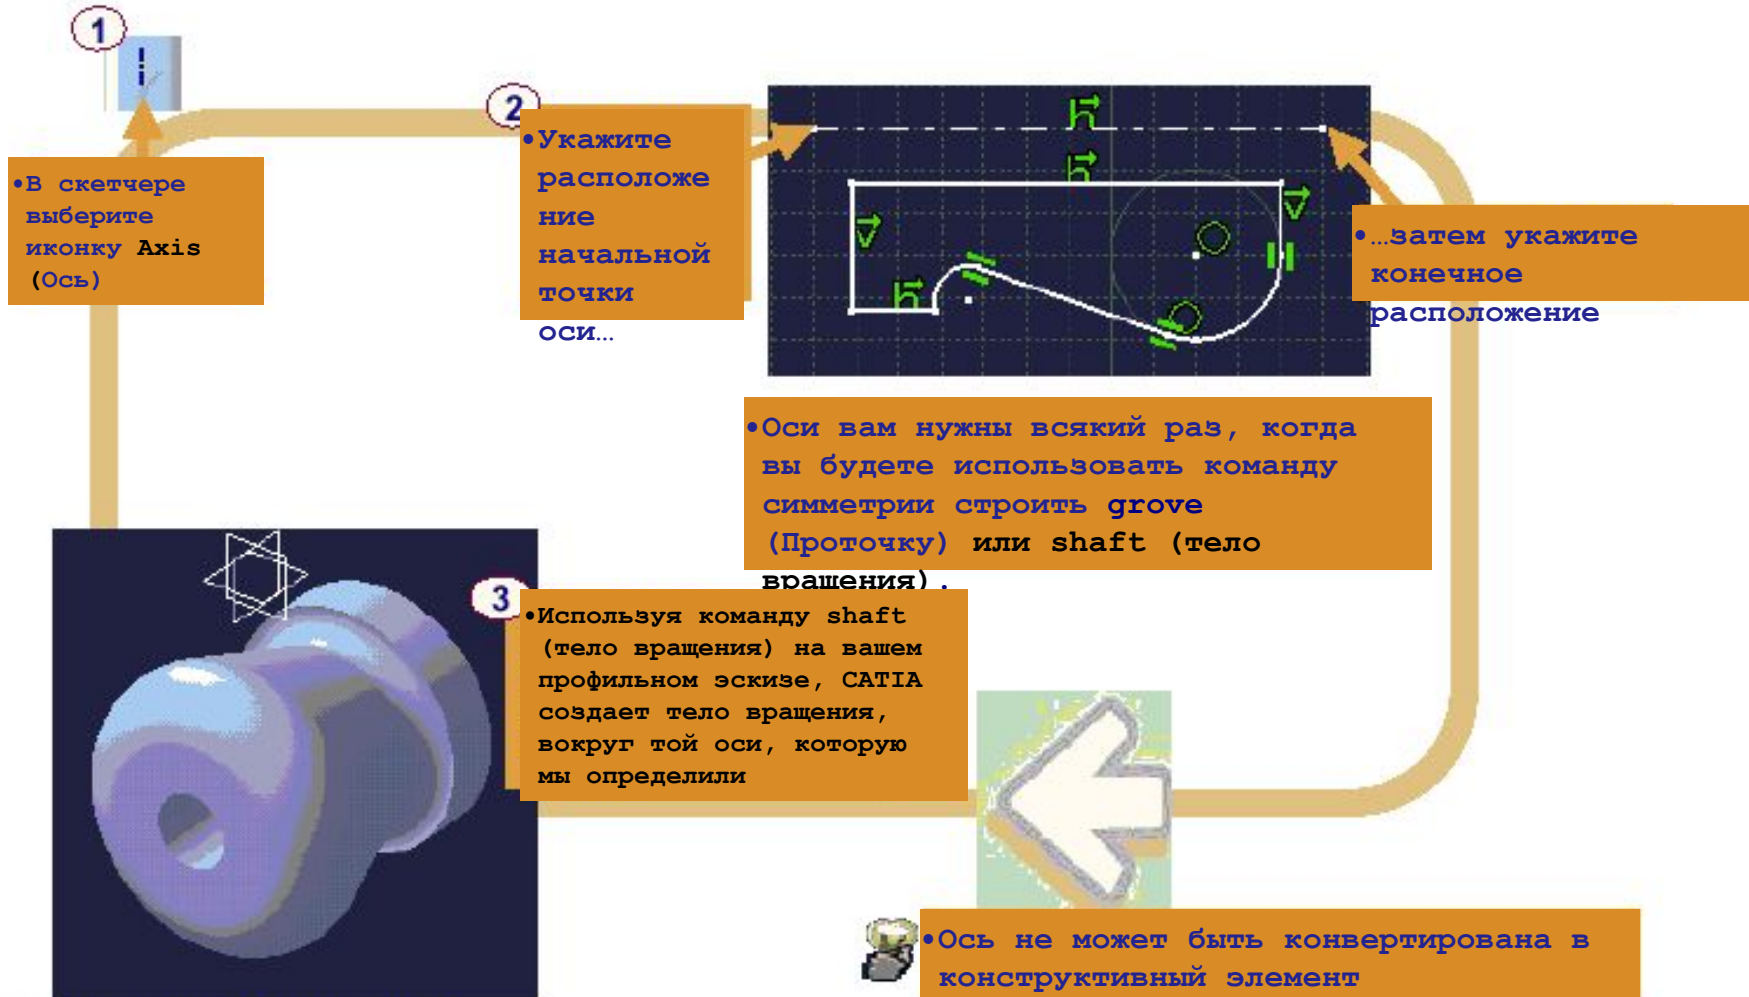 1
•В скетчере
выберите
иконку Axis
(Ось)
2
•Укажите
расположе
ние
начальной
точки
оси…
•…затем укажите
конечное
расположение
•Оси вам нужны всякий раз, когда
вы будете использовать команду
симметрии строить grove
(Проточку) или shaft (тело
вращения).
3
•Используя команду shaft
(тело вращения) на вашем
профильном эскизе, CATIA
создает тело вращения,
вокруг той оси, которую
мы определили
•Ось не может быть конвертирована в
конструктивный элемент